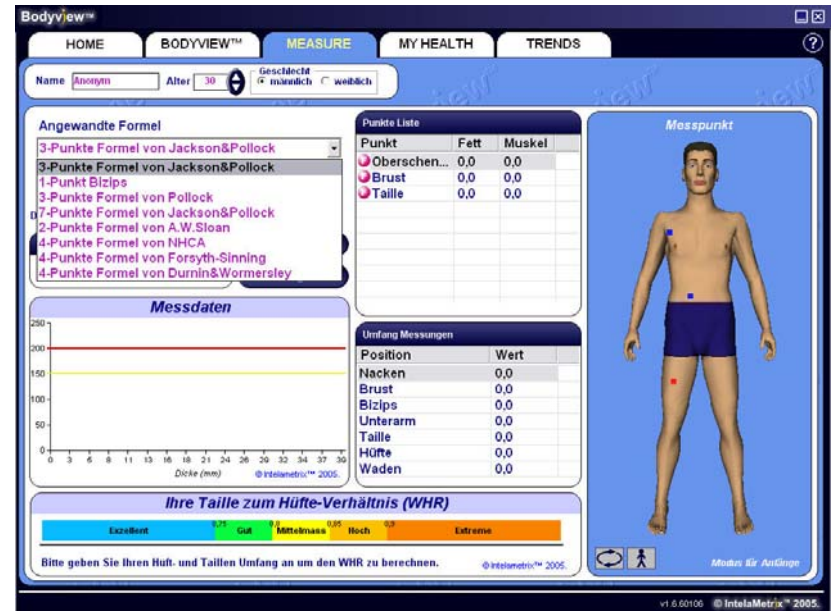 Bodyview™
HOME BODYVIEW™ MEASURE MY HEALTH TRENDS ?
Name Anonym Alter 30 Geschlecht männlich weiblich
Angewandte Formel
3-Punkte Formel von Jackson&Pollock
3-Punkte Formel von Jackson&Pollock
1-Punkt Bizips
3-Punkte Formel von Pollock
7-Punkte Formel von Jackson&Pollock
2-Punkte Formel von A.W.Sloan
4-Punkte Formel von NHCA
4-Punkte Formel von Forsyth-Sinning
4-Punkte Formel von Durnin&Wormersley
Punkte Liste
Punkt Fett Muskel
Oberschen... 0,0 0,0
Brust 0,0 0,0
Taille 0,0 0,0
Messdaten
250
200
150
100
50
0
0 3 6 8 11 13 16 18 21 24 26 29 32 34 37 39
Dicke (mm) © Intelametrix™ 2005.
Umfang Messungen
Position Wert
Nacken 0,0
Brust 0,0
Bizips 0,0
Unterarm 0,0
Taille 0,0
Hüfte 0,0
Waden 0,0
Messpunkt
Modus für Anfänge
Ihre Taille zum Hüfte-Verhältnis (WHR)
Exzellent 0,75 Gut 0,8 Mittelmass 0,85 Hoch 0,9 Extreme
Bitte geben Sie Ihren Huft- und Taillen Umfang an um den WHR zu berechnen. © Intelametrix™ 2005.
v1.6.60106 © IntelaMetrix™ 2005.